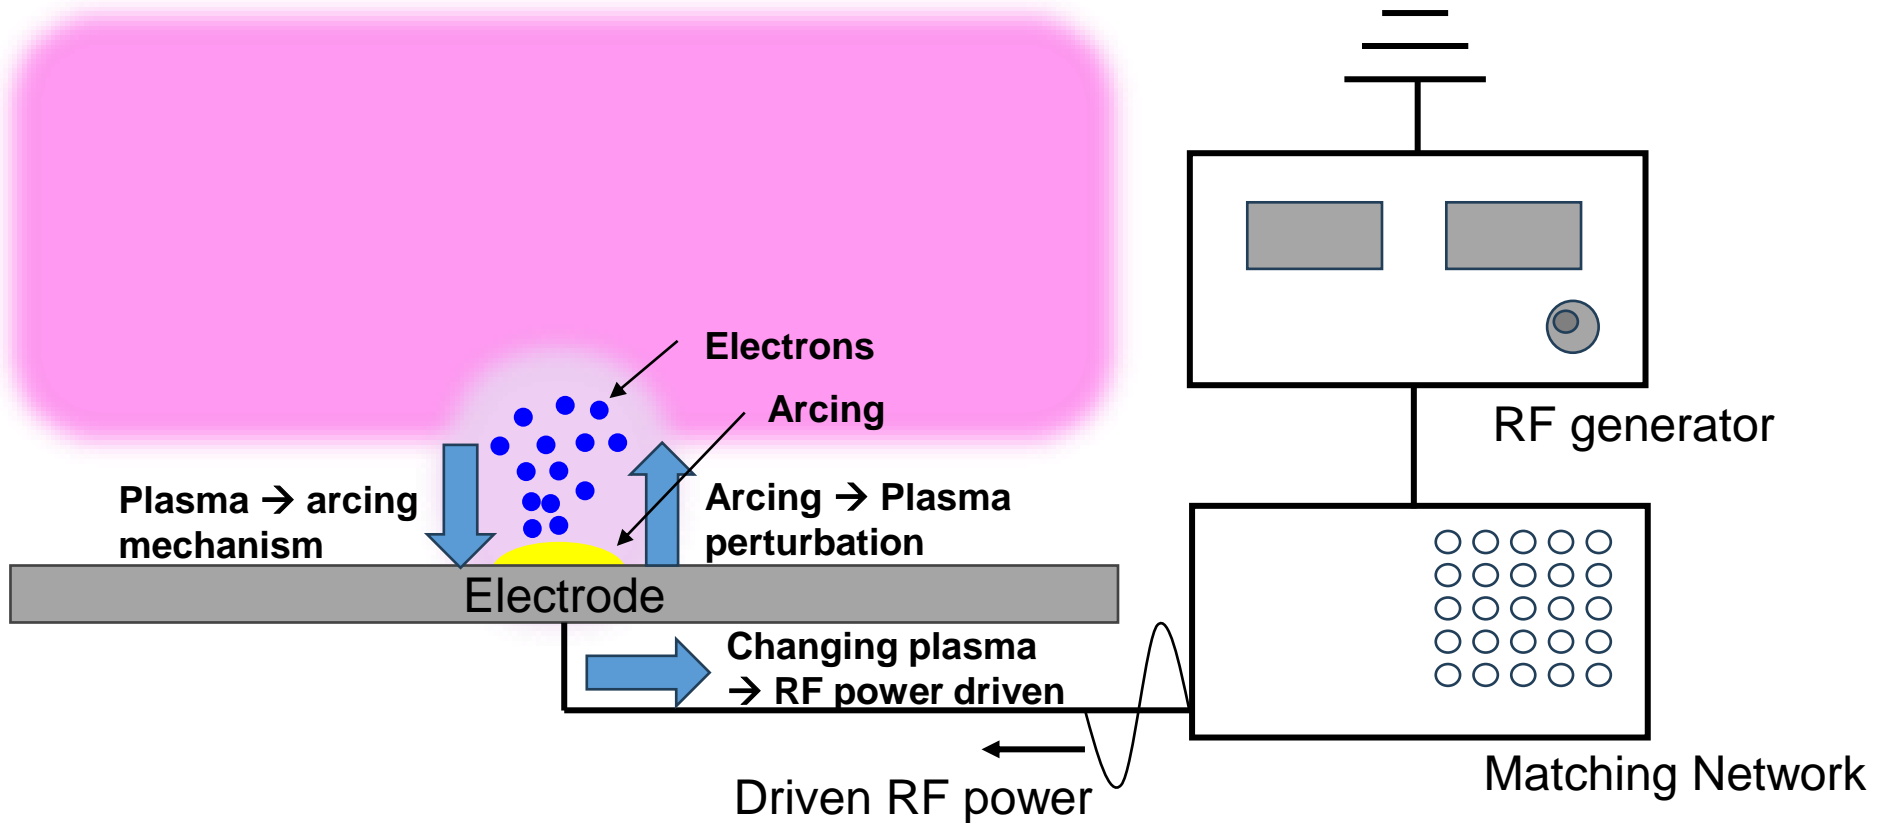 Electrons
Arcing
RF generator
Plasma → arcing
mechanism
Arcing → Plasma
perturbation
Electrode
Changing plasma
→ RF power driven
Matching Network
Driven RF power